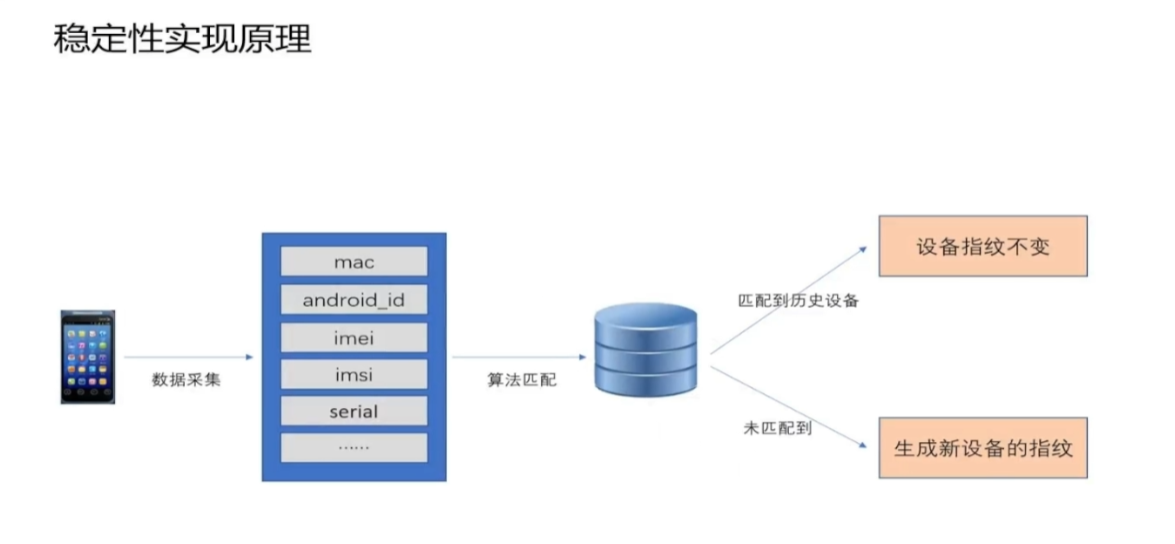 稳定性实现原理
mac
android_id
imei
imsi
serial
......
数据采集
算法匹配
匹配到历史设备
未匹配到
设备指纹不变
生成新设备的指纹